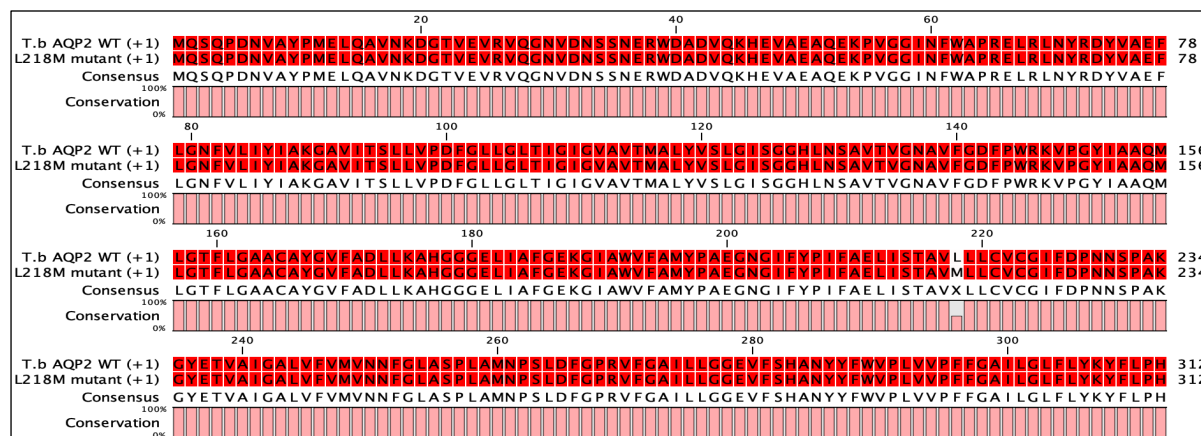 20 40 60
T.b AQP2 WT (+1) MQSQPDNVAYPMELQAVNKDGTVEVRVQGNVDNSSNERWDADVQKHEVAEAQEKPVGGINFWAPRELRLNYRDYVAEF 78
L218M mutant (+1) MQSQPDNVAYPMELQAVNKDGTVEVRVQGNVDNSSNERWDADVQKHEVAEAQEKPVGGINFWAPRELRLNYRDYVAEF 78
Consensus MQSQPDNVAYPMELQAVNKDGTVEVRVQGNVDNSSNERWDADVQKHEVAEAQEKPVGGINFWAPRELRLNYRDYVAEF
100%
Conservation
0%
80 100 120 140
T.b AQP2 WT (+1) LGNFVLIYIAKGAVITSLLVPDFGLLGLTIGIGVAVTMALYVSLGISGGHLNSAVTVGNAVFGDFPWRKVPGYIAAQM 156
L218M mutant (+1) LGNFVLIYIAKGAVITSLLVPDFGLLGLTIGIGVAVTMALYVSLGISGGHLNSAVTVGNAVFGDFPWRKVPGYIAAQM 156
Consensus LGNFVLIYIAKGAVITSLLVPDFGLLGLTIGIGVAVTMALYVSLGISGGHLNSAVTVGNAVFGDFPWRKVPGYIAAQM
100%
Conservation
0%
160 180 200 220
T.b AQP2 WT (+1) LGTFLGAACAYGVFADLLKAHGGGELIAFGEKGIAWVFAMYPAEGNGIFYPIFAELISTAVLLLCVCGIFDPNNSPAK 234
L218M mutant (+1) LGTFLGAACAYGVFADLLKAHGGGELIAFGEKGIAWVFAMYPAEGNGIFYPIFAELISTAVMLLCVCGIFDPNNSPAK 234
Consensus LGTFLGAACAYGVFADLLKAHGGGELIAFGEKGIAWVFAMYPAEGNGIFYPIFAELISTAVXLLCVCGIFDPNNSPAK
100%
Conservation
0%
240 260 280 300
T.b AQP2 WT (+1) GYETVAIGALVFVMVNNFGLASPLAMNPSLDFGPRVFGAILLGGEVFSHANYYFWVPLVVPFFGAILGLFLYKYFLPH 312
L218M mutant (+1) GYETVAIGALVFVMVNNFGLASPLAMNPSLDFGPRVFGAILLGGEVFSHANYYFWVPLVVPFFGAILGLFLYKYFLPH 312
Consensus GYETVAIGALVFVMVNNFGLASPLAMNPSLDFGPRVFGAILLGGEVFSHANYYFWVPLVVPFFGAILGLFLYKYFLPH
100%
Conservation
0%